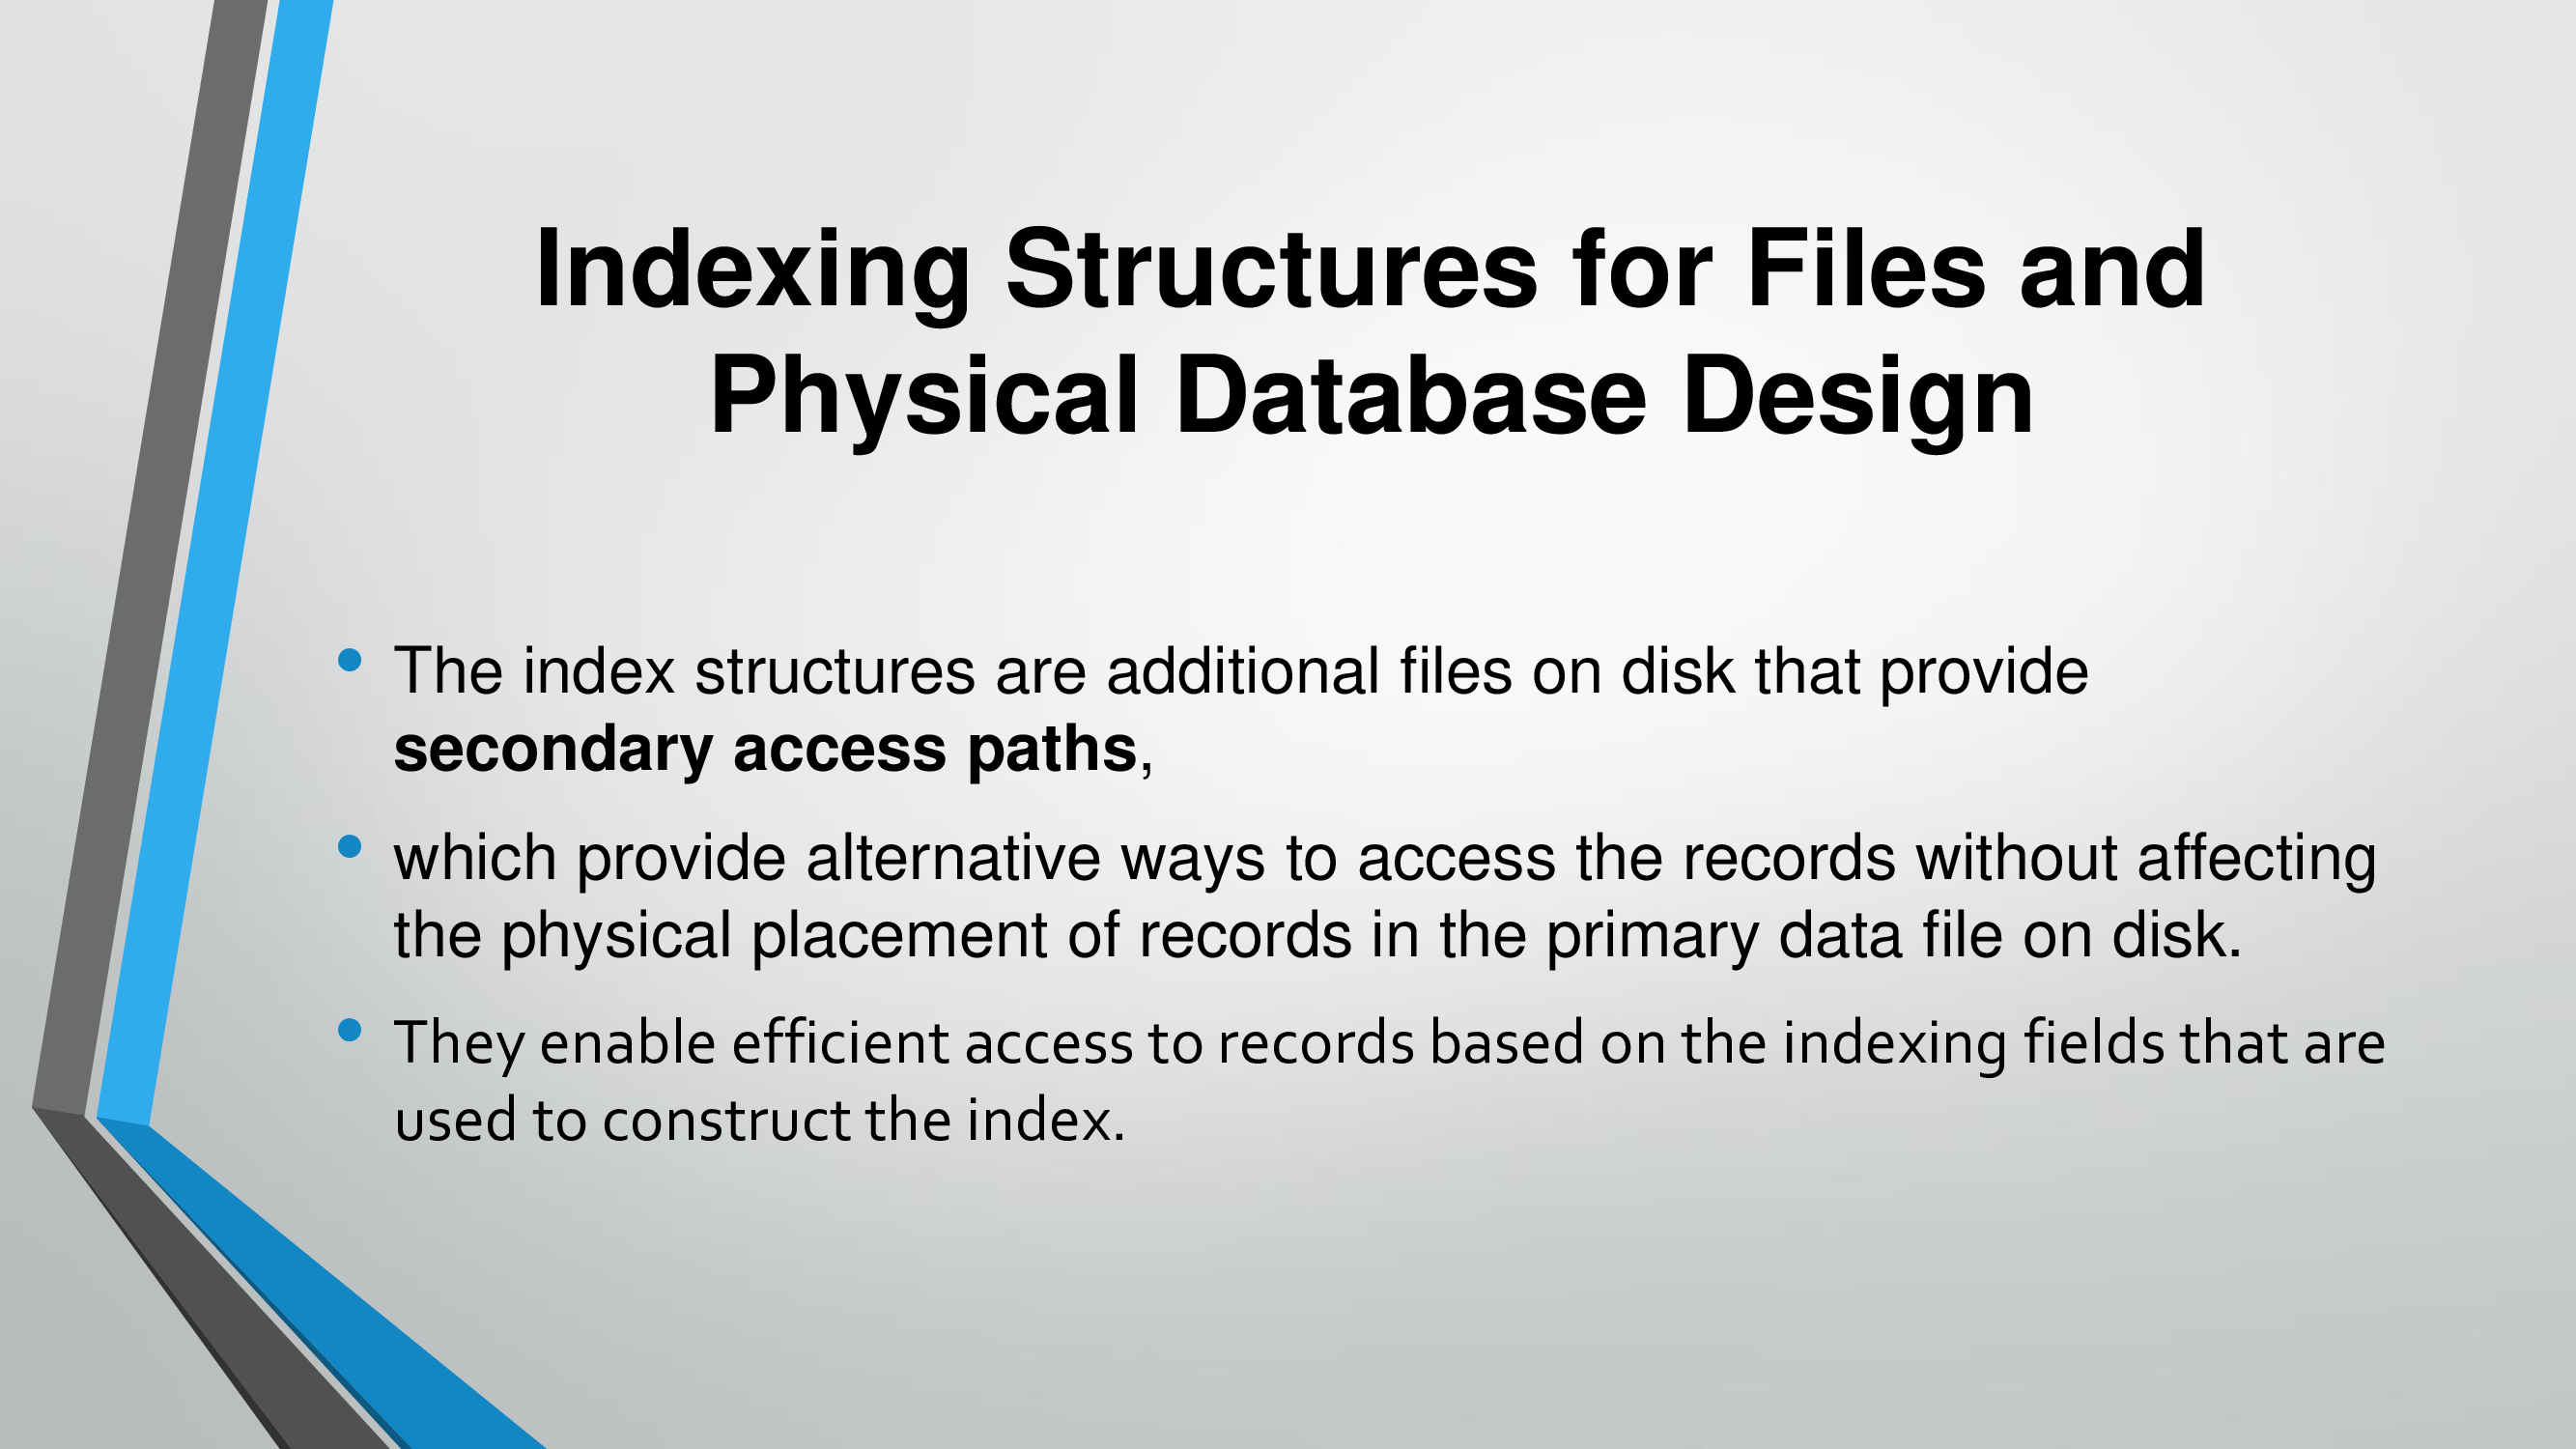 Indexing Structures for Files and
Physical Database Design
• The index structures are additional files on disk that provide
secondary access paths,
• which provide alternative ways to access the records without affecting
the physical placement of records in the primary data file on disk.
• They enable efficient access to records based on the indexing fields that are
used to construct the index.